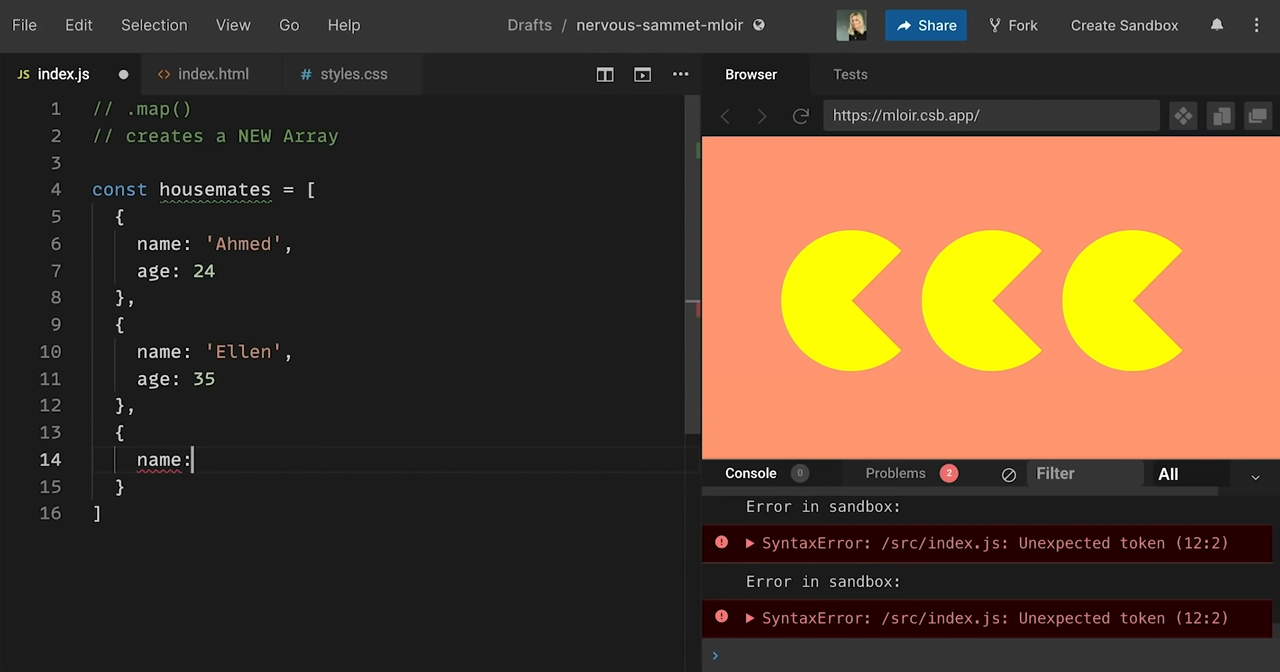 File Edit Selection View Go Help Drafts / nervous-sammet-mloir Share Fork Create Sandbox
JS index.js <> index.html # styles.css
1 // .map()
2 // creates a NEW Array
3
4 const housemates = [
5 {
6 name: 'Ahmed',
7 age: 24
8 },
9 {
10 name: 'Ellen',
11 age: 35
12 },
13 {
14 name:
15 }
16 ]
Browser Tests
https://mloir.csb.app/
Console 0 Problems 2 Filter All
Error in sandbox:
SyntaxError: /src/index.js: Unexpected token (12:2)
Error in sandbox:
SyntaxError: /src/index.js: Unexpected token (12:2)